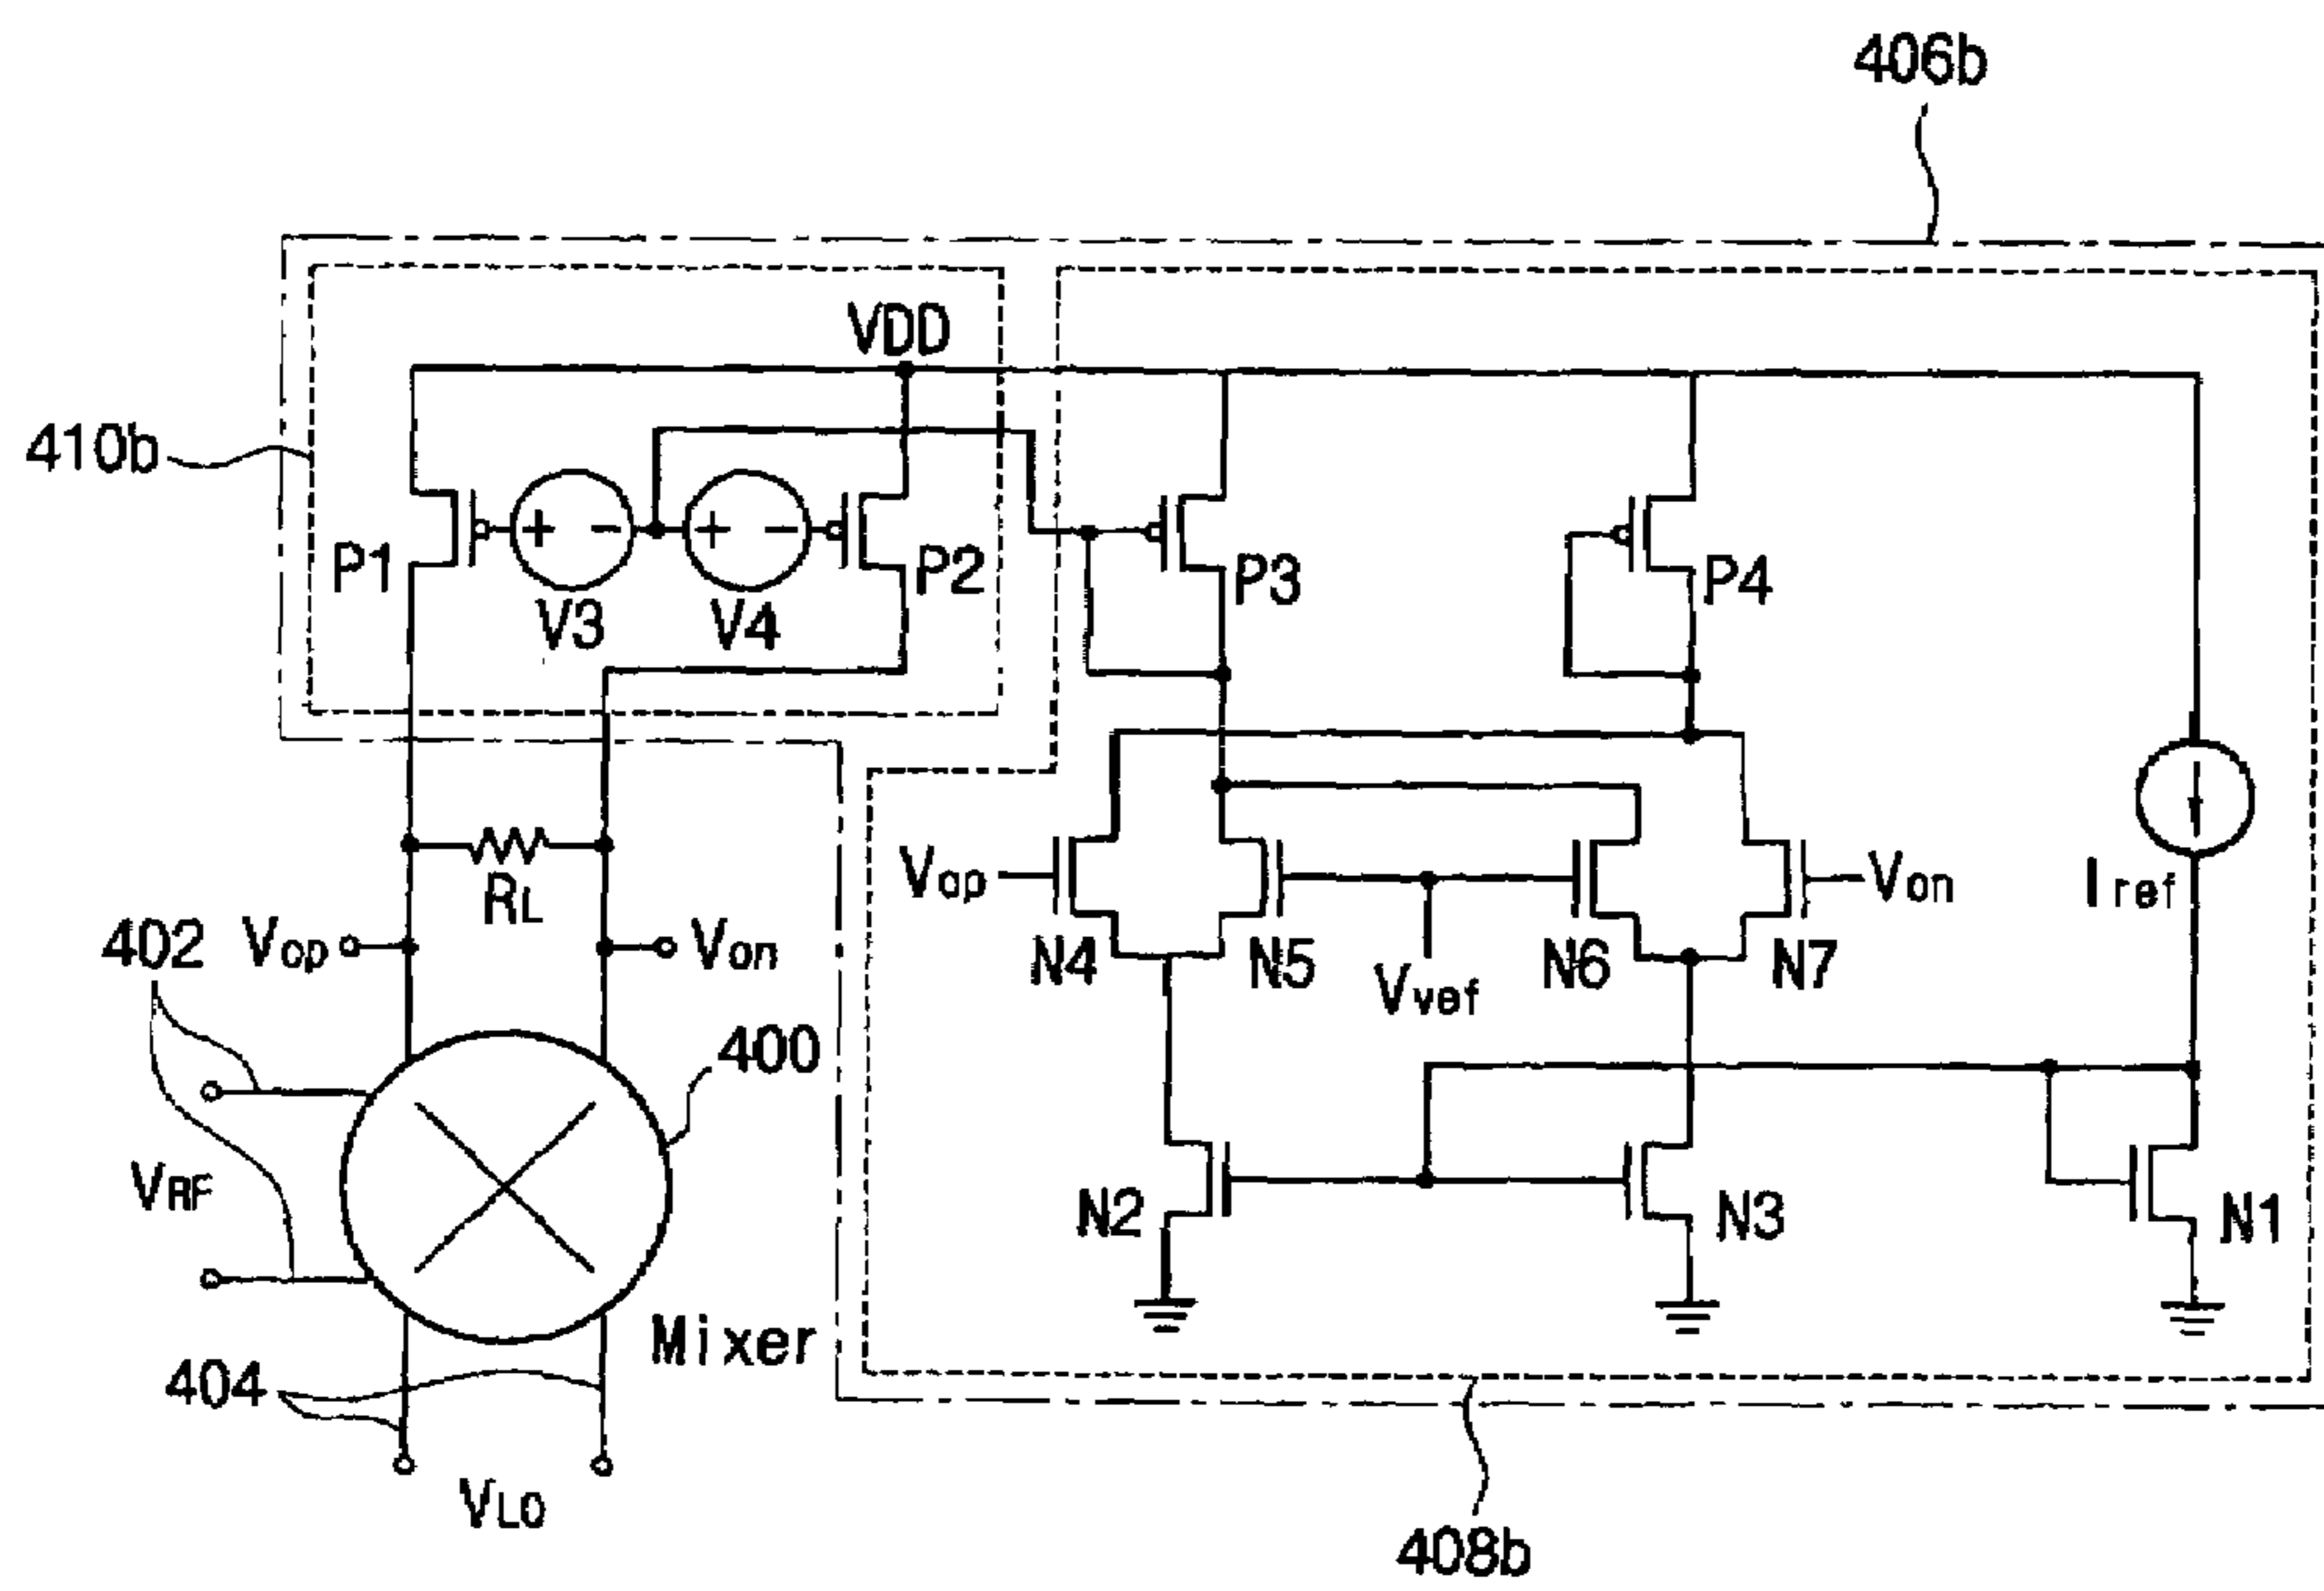 406b
VDD
410b
P1
+ -
+ -
P2
P3
P4
V3
V4
RL
Vop
Von
Iref
402
Vop
Von
N4
N5
N6
N7
Vvef
400
VRF
N2
N3
N1
Mixer
404
VLO
408b